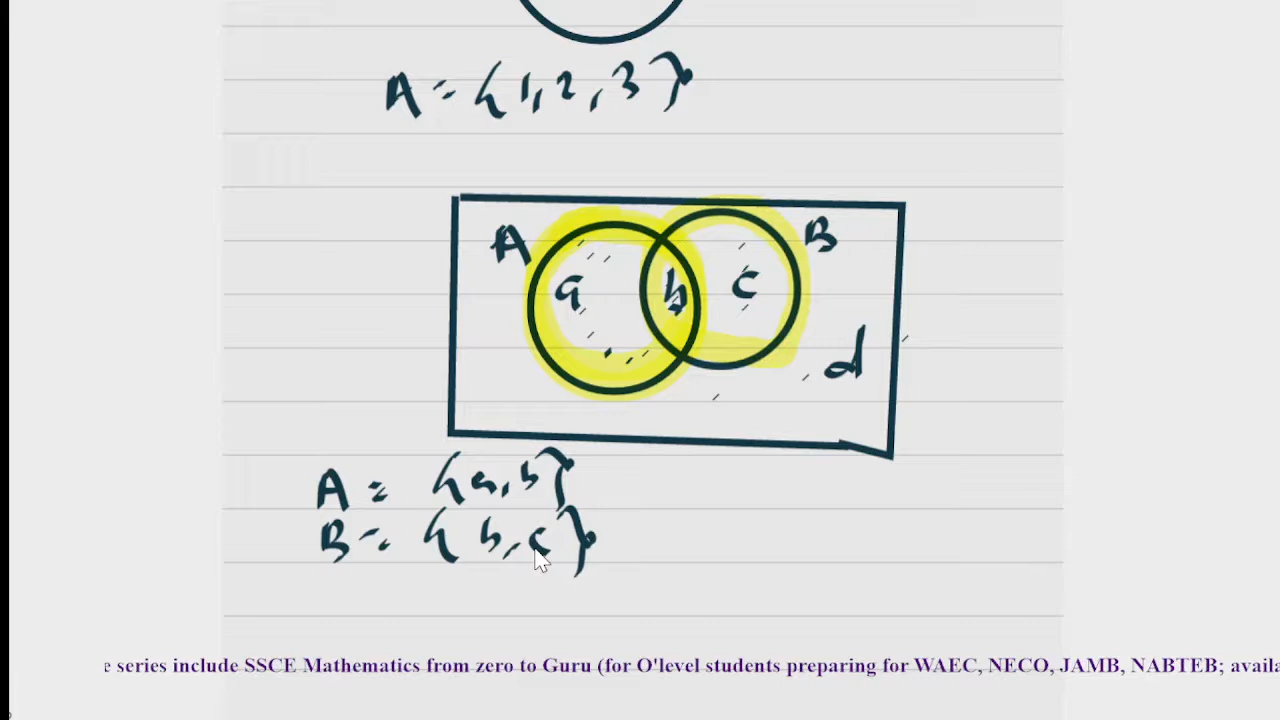 A = {1, 2, 3}
A B
a b c
d
A = {a, b}
B = {b, c}
e series include SSCE Mathematics from zero to Guru (for O'level students preparing for WAEC, NECO, JAMB, NABTEB; availa